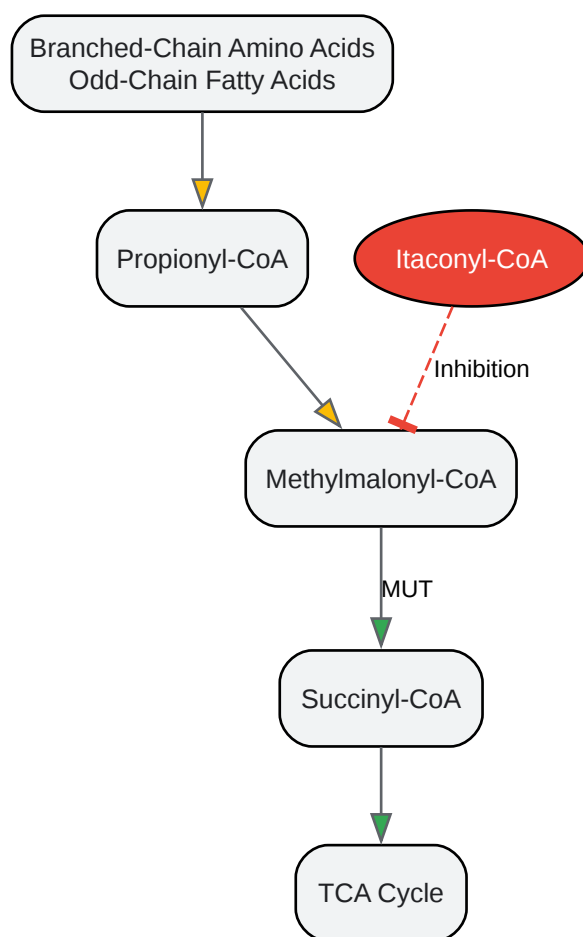 Branched-Chain Amino Acids
Odd-Chain Fatty Acids
Propionyl-CoA
Itaconyl-CoA
Inhibition
Methylmalonyl-CoA
MUT
Succinyl-CoA
TCA Cycle